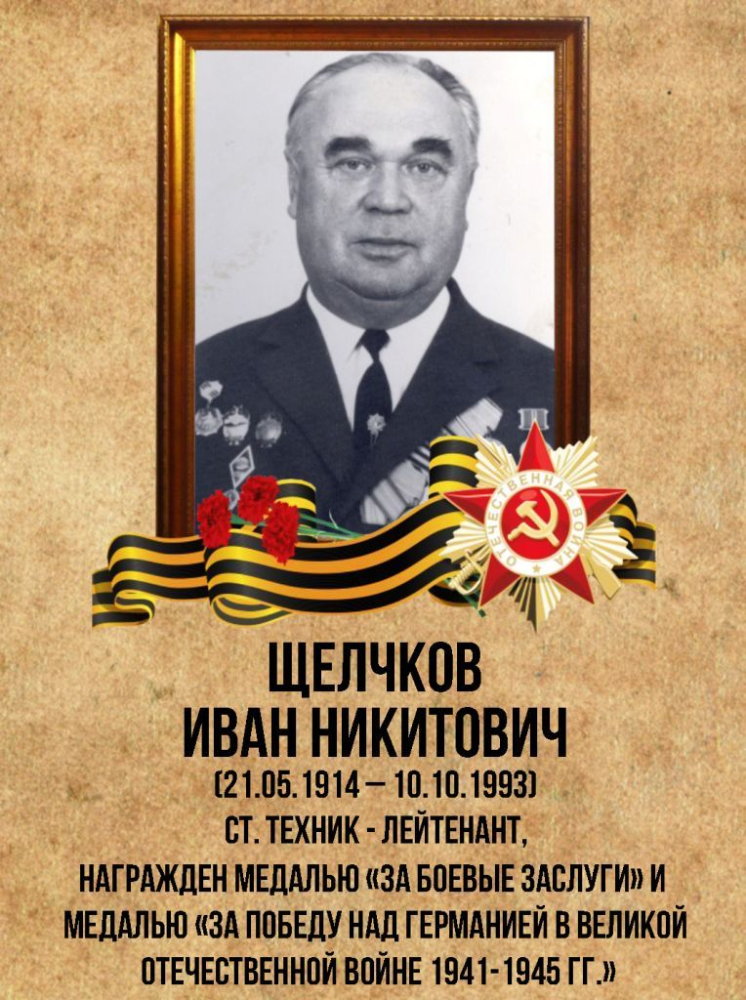 ОТЕЧЕСТВЕННАЯ ВОЙНА
ЩЕЛЧКОВ
ИВАН НИКИТОВИЧ
(21.05.1914 – 10.10.1993)
СТ. ТЕХНИК - ЛЕЙТЕНАНТ,
НАГРАЖДЕН МЕДАЛЬЮ «ЗА БОЕВЫЕ ЗАСЛУГИ» И
МЕДАЛЬЮ «ЗА ПОБЕДУ НАД ГЕРМАНИЕЙ В ВЕЛИКОЙ
ОТЕЧЕСТВЕННОЙ ВОЙНЕ 1941-1945 ГГ.»